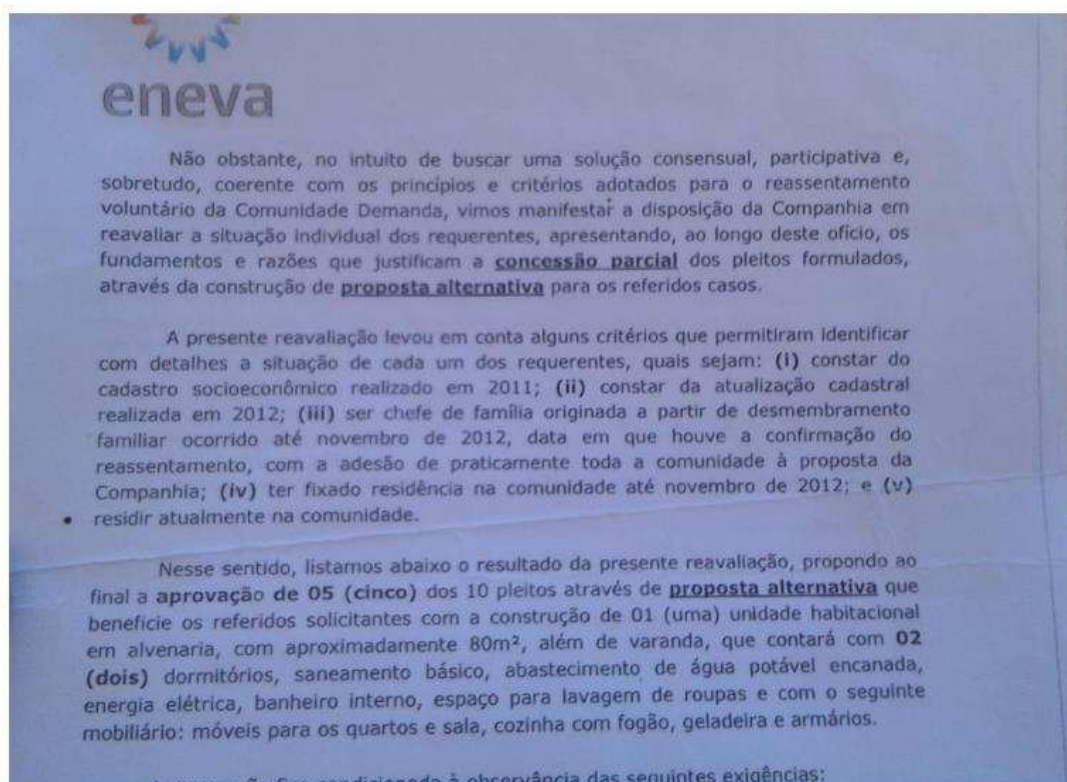 eneva
Não obstante, no intuito de buscar uma solução consensual, participativa e,
sobretudo, coerente com os princípios e critérios adotados para o reassentamento
voluntário da Comunidade Demanda, vimos manifestar a disposição da Companhia em
reavaliar a situação individual dos requerentes, apresentando, ao longo deste ofício, os
fundamentos e razões que justificam a concessão parcial dos pleitos formulados,
através da construção de proposta alternativa para os referidos casos.
A presente reavaliação levou em conta alguns critérios que permitiram identificar
com detalhes a situação de cada um dos requerentes, quais sejam: (i) constar do
cadastro socioeconômico realizado em 2011; (ii) constar da atualização cadastral
realizada em 2012; (iii) ser chefe de família originada a partir de desmembramento
familiar ocorrido até novembro de 2012, data em que houve a confirmação do
reassentamento, com a adesão de praticamente toda a comunidade à proposta da
Companhia; (iv) ter fixado residência na comunidade até novembro de 2012; e (v)
residir atualmente na comunidade.
Nesse sentido, listamos abaixo o resultado da presente reavaliação, propondo ao
final a aprovação de 05 (cinco) dos 10 pleitos através de proposta alternativa que
beneficie os referidos solicitantes com a construção de 01 (uma) unidade habitacional
em alvenaria, com aproximadamente 80m², além de varanda, que contará com 02
(dois) dormitórios, saneamento básico, abastecimento de água potável encanada,
energia elétrica, banheiro interno, espaço para lavagem de roupas e com o seguinte
mobiliário: móveis para os quartos e sala, cozinha com fogão, geladeira e armários.
condicionada à observância das seguintes exigências: